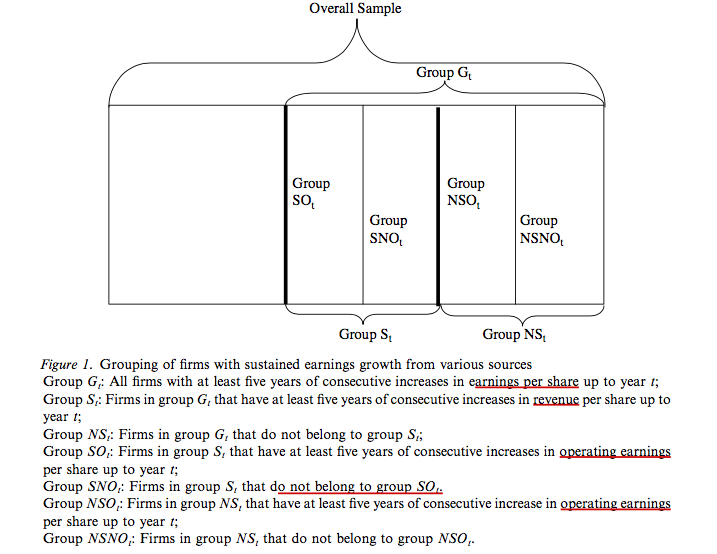 Overall Sample
Group Gt
Group
SOt
Group
SNOt
Group
NSOt
Group
NSNOt
Group St
Group NSt
Figure 1. Grouping of firms with sustained earnings growth from various sources
Group Gt: All firms with at least five years of consecutive increases in earnings per share up to year t;
Group St: Firms in group Gt that have at least five years of consecutive increases in revenue per share up to
year t;
Group NSt: Firms in group Gt that do not belong to group St;
Group SOt: Firms in group St that have at least five years of consecutive increases in operating earnings
per share up to year t;
Group SNOt: Firms in group St that do not belong to group SOt.
Group NSOt: Firms in group NSt that have at least five years of consecutive increase in operating earnings
per share up to year t;
Group NSNOt: Firms in group NSt that do not belong to group NSOt.